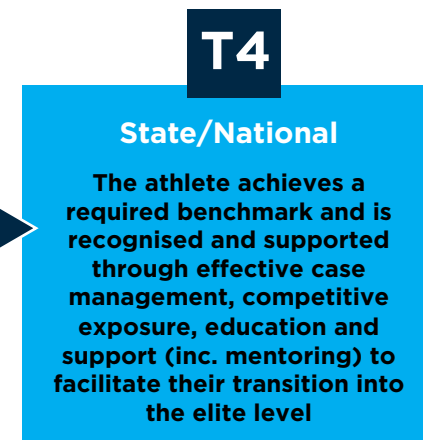 T4
State/National
The athlete achieves a
required benchmark and is
recognised and supported
through effective case
management, competitive
exposure, education and
support (inc. mentoring) to
facilitate their transition into
the elite level